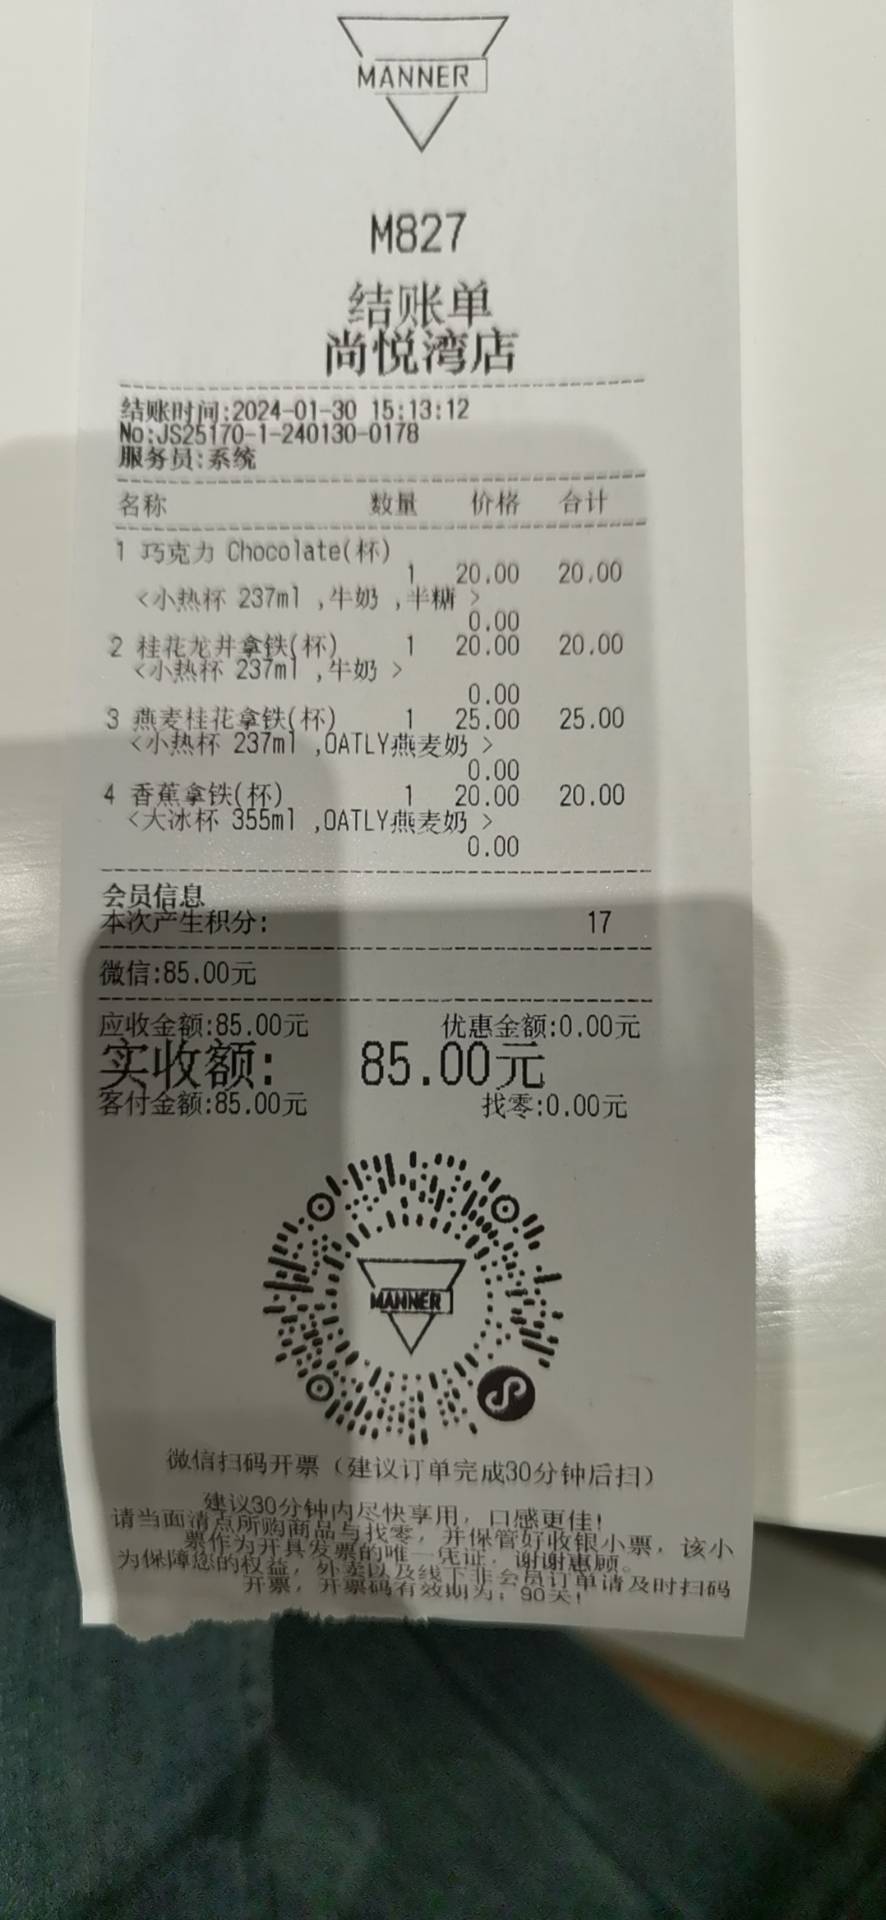 MANNER
M827
结账单
尚悦湾店
结账时间:2024-01-30 15:13:12
No:JS25170-1-240130-0178
服务员:系统
名称 数量 价格 合计
1 巧克力 Chocolate(杯)
1 20.00 20.00
<小热杯 237ml ,牛奶 ,半糖 >
0.00
2 桂花龙井拿铁(杯) 1 20.00 20.00
<小热杯 237ml ,牛奶 >
0.00
3 燕麦桂花拿铁(杯) 1 25.00 25.00
<小热杯 237ml ,OATLY燕麦奶 >
0.00
4 香蕉拿铁(杯) 1 20.00 20.00
<大冰杯 355ml ,OATLY燕麦奶 >
0.00
会员信息
本次产生积分: 17
微信:85.00元
应收金额:85.00元 优惠金额:0.00元
实收额: 85.00元
客付金额:85.00元 找零:0.00元
MANNER
微信扫码开票（建议订单完成30分钟后扫）
建议30分钟内尽快享用，口感更佳!
请当面清点所购商品与找零，并保管好收银小票，该小
票作为开具发票的唯一凭证，谢谢惠顾。
为保障您的权益，外卖以及线下非会员订单请及时扫码
开票，开票码有效期为：90天!